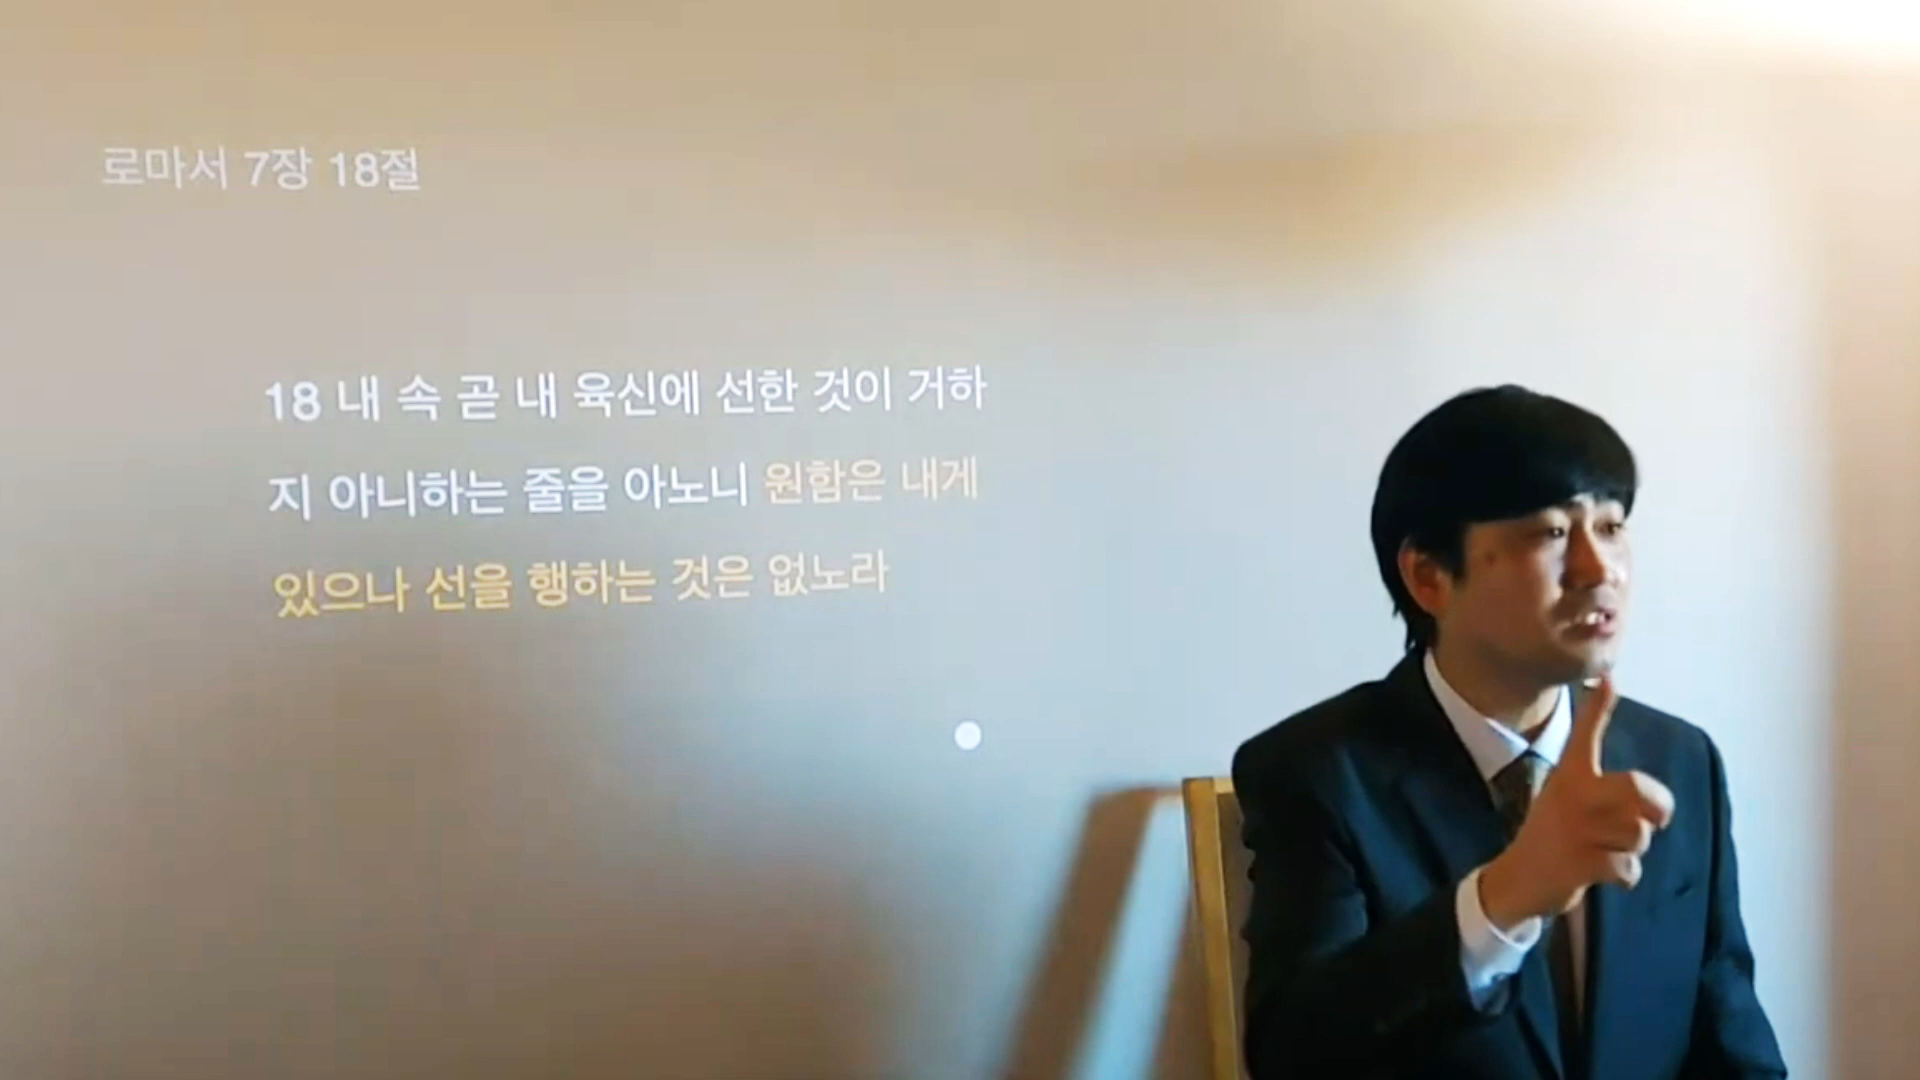 로마서 7장 18절
18 내 속 곧 내 육신에 선한 것이 거하
지 아니하는 줄을 아노니 원함은 내게
있으나 선을 행하는 것은 없노라